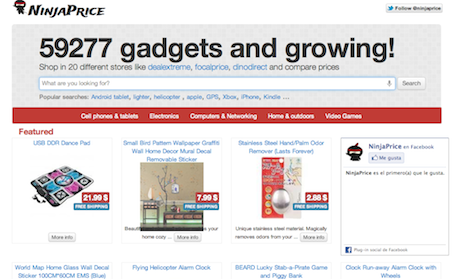 NINJAPRICE
Follow @ninjaprice
59277 gadgets and growing!
Shop in 20 different stores like dealextreme, focalprice, dinodirect and compare prices
What are you looking for?
Search
Popular searches: Android tablet, lighter, helicopter , apple, GPS, Xbox, iPhone, Kindle ...
Cell phones & tablets Electronics Computers & Networking Home & outdoors Video Games
Featured
USB DDR Dance Pad
21.99 $
FREE SHIPPING
More info
Small Bird Pattern Wallpaper Graffiti
Wall Home Decor Mural Decal
Removable Sticker
7.99 $
FREE SHIPPING
your home cozy ...
More info
Stainless Steel Hand/Palm Odor
Remover (Lasts Forever)
2.88 $
FREE SHIPPING
Unique stainless steel material. Magically
removes odors from your ...
More info
NinjaPrice en Facebook
Me gusta
NinjaPrice es el primero(a) que le gusta.
Plug-in social de Facebook
World Map Home Glass Wall Decal
Sticker 100CM*60CM EMS (Blue)
Flying Helicopter Alarm Clock
BEARD Lucky Stab-a-Pirate Game
and Piggy Bank
Clock Run-away Alarm Clock with
Wheels